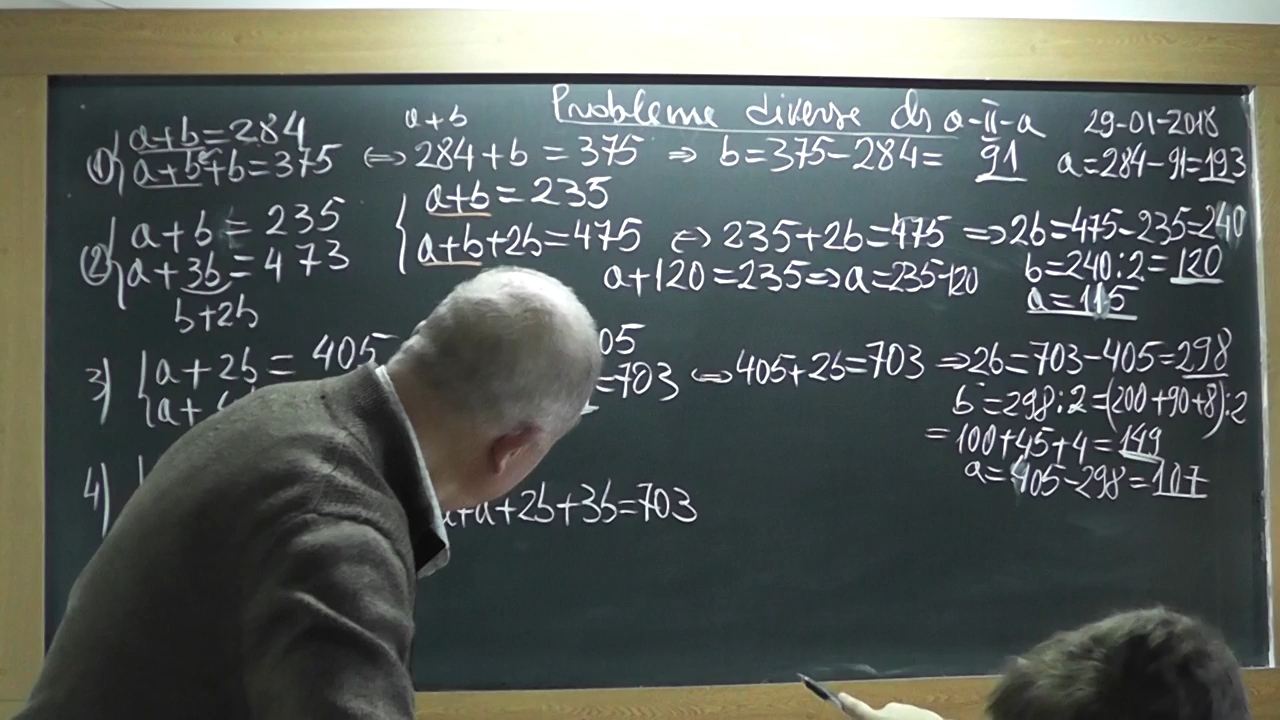 Probleme diverse a-II-a 29-01-2018
a+b
1) a+b=284
a+b+b=375 ⇔ 284+b=375 ⇒ b=375-284= 91 a=284-91=193
2) a+b=235 a+b=235
a+3b=473 a+b+2b=475 ⇔ 235+2b=475 ⇒ 2b=475-235=240
b+2b a+120=235 ⇒ a=235-120 b=240:2=120
a=115
3) a+2b=405 05
a+ =703 ⇔ 405+2b=703 ⇒ 2b=703-405=298
b=298:2=(200+90+8):2
=100+45+4=149
a=405-298=107
4) +a+2b+3b=703